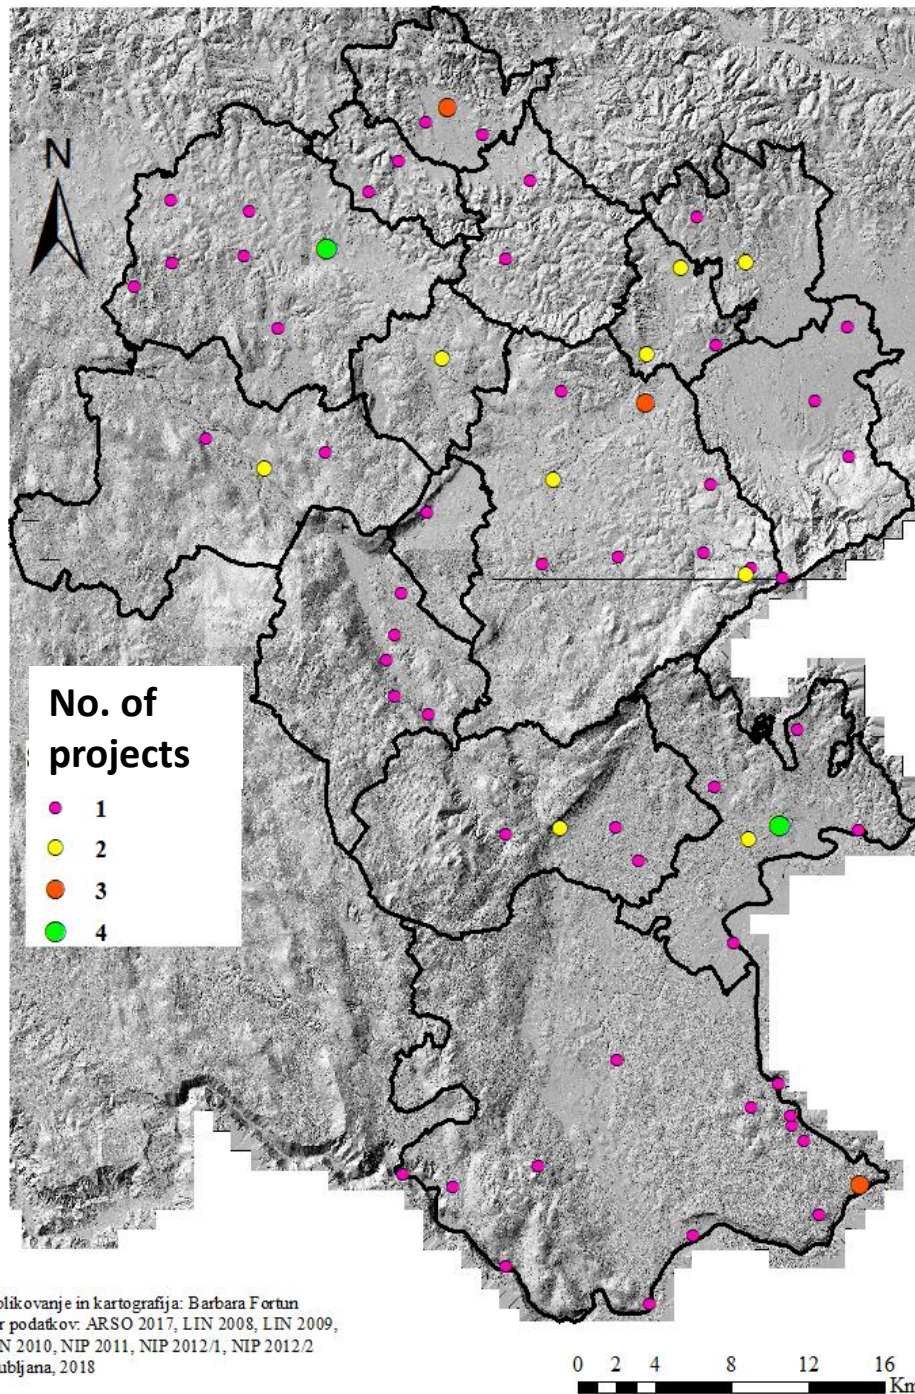 N
No. of
projects
1
2
3
4
blikovanje in kartografija: Barbara Fortun
r podatkov: ARSO 2017, LIN 2008, LIN 2009,
N 2010, NIP 2011, NIP 2012/1, NIP 2012/2
ubljana, 2018
0 2 4 8 12 16
Km